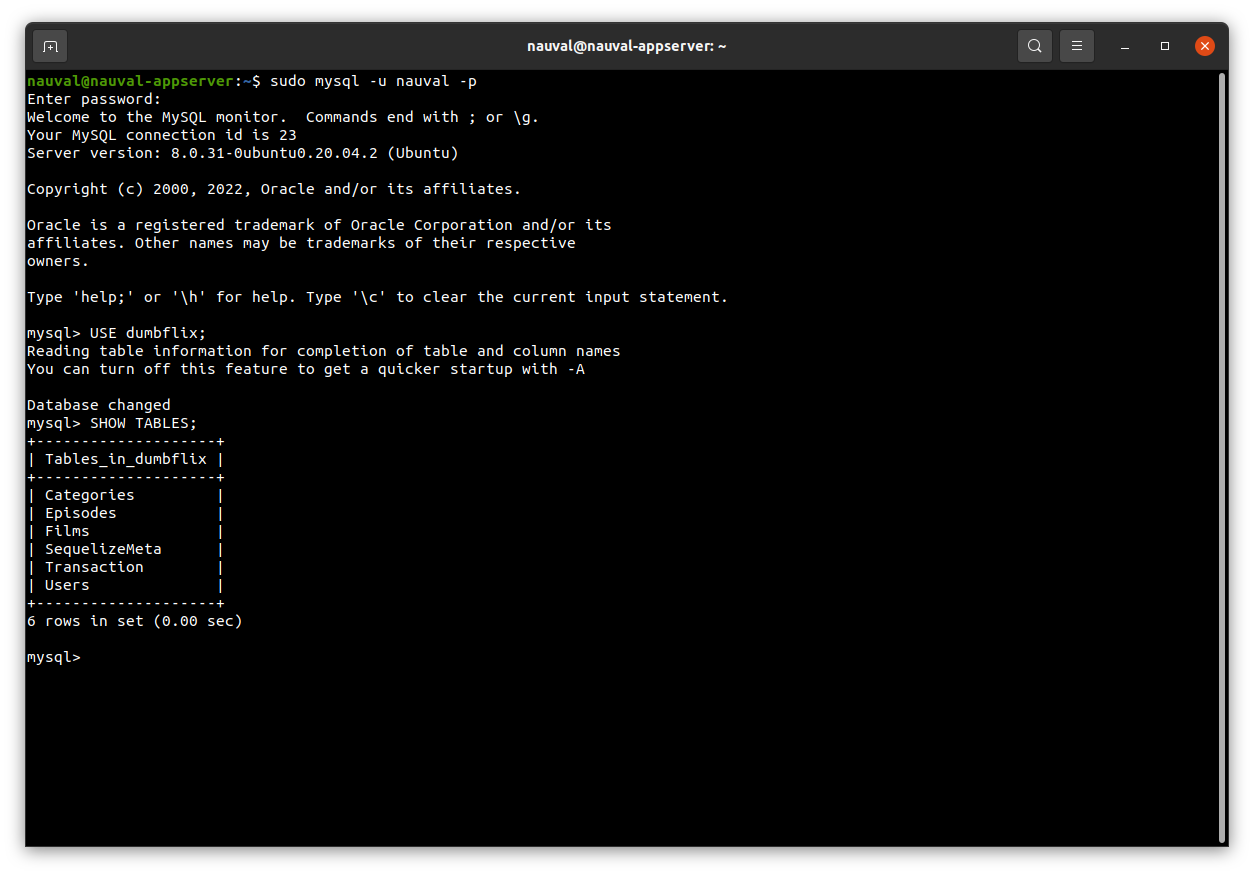 nauval@nauval-appserver: ~
nauval@nauval-appserver:~$ sudo mysql -u nauval -p
Enter password:
Welcome to the MySQL monitor.  Commands end with ; or \g.
Your MySQL connection id is 23
Server version: 8.0.31-0ubuntu0.20.04.2 (Ubuntu)

Copyright (c) 2000, 2022, Oracle and/or its affiliates.

Oracle is a registered trademark of Oracle Corporation and/or its
affiliates. Other names may be trademarks of their respective
owners.

Type 'help;' or '\h' for help. Type '\c' to clear the current input statement.

mysql> USE dumbflix;
Reading table information for completion of table and column names
You can turn off this feature to get a quicker startup with -A

Database changed
mysql> SHOW TABLES;
+--------------------+
| Tables_in_dumbflix |
+--------------------+
| Categories         |
| Episodes           |
| Films              |
| SequelizeMeta      |
| Transaction        |
| Users              |
+--------------------+
6 rows in set (0.00 sec)

mysql>